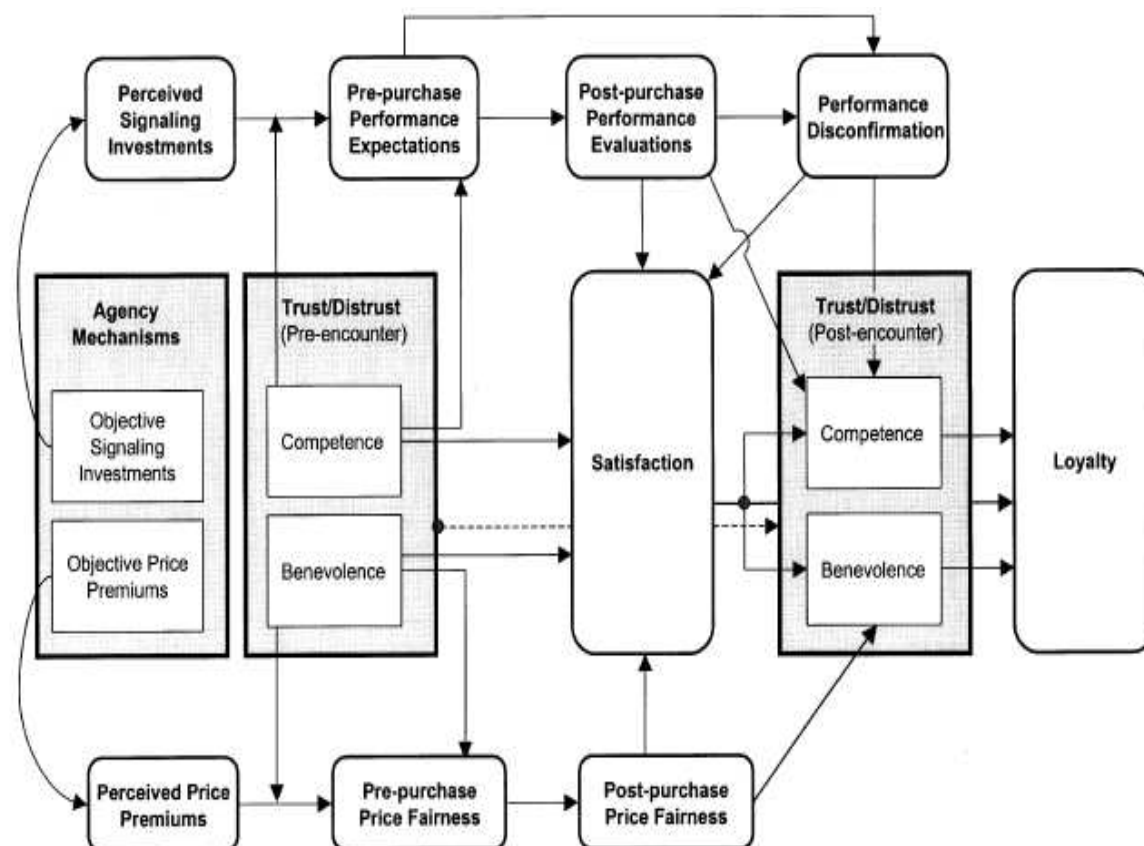 Perceived
Signaling
Investments
Pre-purchase
Performance
Expectations
Post-purchase
Performance
Evaluations
Performance
Disconfirmation
Agency
Mechanisms
Objective
Signaling
Investments
Objective Price
Premiums
Trust/Distrust
(Pre-encounter)
Competence
Benevolence
Satisfaction
Trust/Distrust
(Post-encounter)
Competence
Benevolence
Loyalty
Perceived Price
Premiums
Pre-purchase
Price Fairness
Post-purchase
Price Fairness